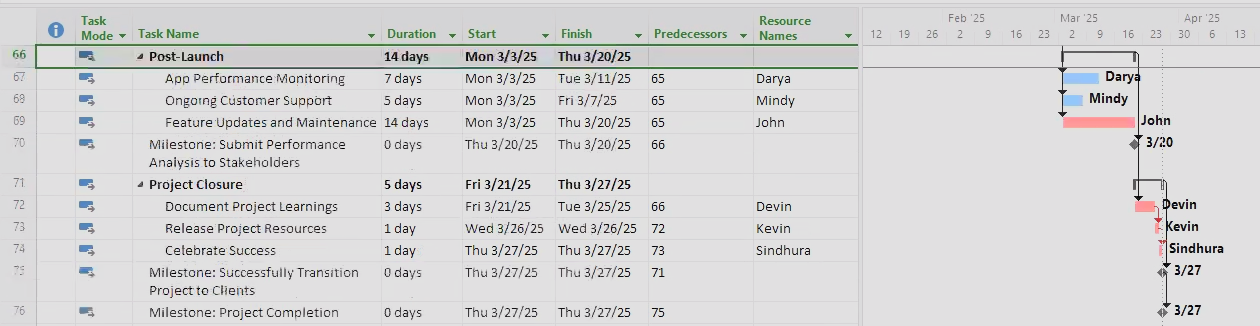 Task Mode Task Name Duration Start Finish Predecessors Resource Names
Feb '25 Mar '25 Apr '25
12 19 26 2 9 16 23 2 9 16 23 30 6 13
66 Post-Launch 14 days Mon 3/3/25 Thu 3/20/25
67 App Performance Monitoring 7 days Mon 3/3/25 Tue 3/11/25 65 Darya Darya
68 Ongoing Customer Support 5 days Mon 3/3/25 Fri 3/7/25 65 Mindy Mindy
69 Feature Updates and Maintenance 14 days Mon 3/3/25 Thu 3/20/25 65 John John
70 Milestone: Submit Performance 0 days Thu 3/20/25 Thu 3/20/25 66 3/20
Analysis to Stakeholders
71 Project Closure 5 days Fri 3/21/25 Thu 3/27/25
72 Document Project Learnings 3 days Fri 3/21/25 Tue 3/25/25 66 Devin Devin
73 Release Project Resources 1 day Wed 3/26/25 Wed 3/26/25 72 Kevin Kevin
74 Celebrate Success 1 day Thu 3/27/25 Thu 3/27/25 73 Sindhura Sindhura
75 Milestone: Successfully Transition 0 days Thu 3/27/25 Thu 3/27/25 71 3/27
Project to Clients
76 Milestone: Project Completion 0 days Thu 3/27/25 Thu 3/27/25 75 3/27